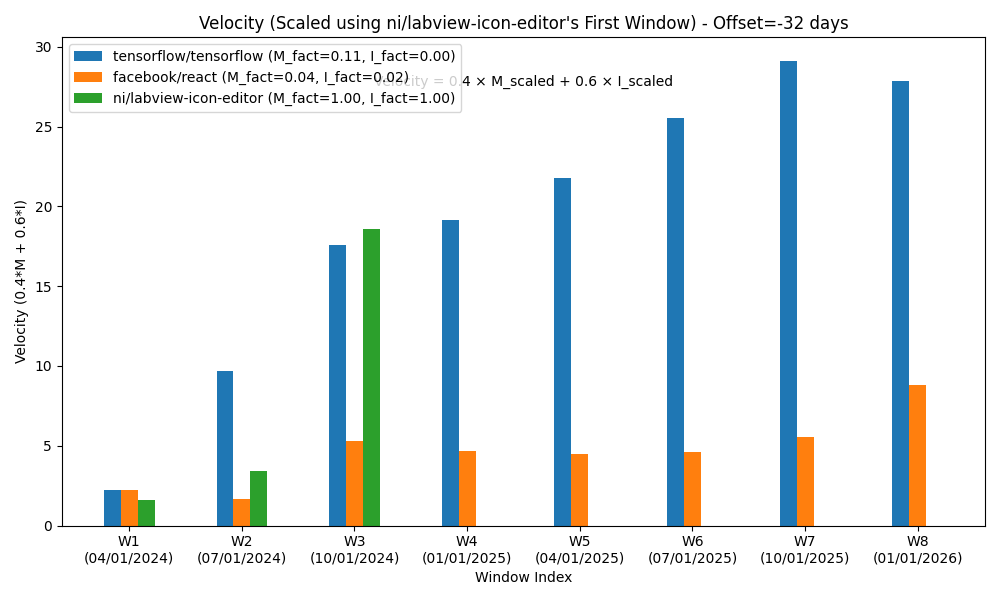 Velocity (Scaled using ni/labview-icon-editor's First Window) - Offset=-32 days
tensorflow/tensorflow (M_fact=0.11, I_fact=0.00)
facebook/react (M_fact=0.04, I_fact=0.02)
ni/labview-icon-editor (M_fact=1.00, I_fact=1.00)
Velocity = 0.4 × M_scaled + 0.6 × I_scaled
Velocity (0.4*M + 0.6*I)
30
25
20
15
10
5
0
W1 W2 W3 W4 W5 W6 W7 W8
(04/01/2024) (07/01/2024) (10/01/2024) (01/01/2025) (04/01/2025) (07/01/2025) (10/01/2025) (01/01/2026)
Window Index